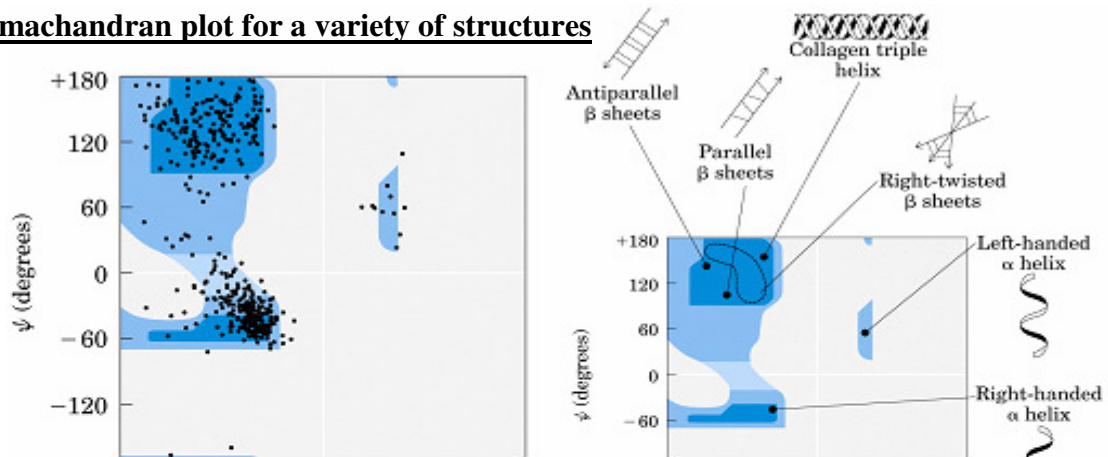 machandran plot for a variety of structures
+180
120
60
0
−60
−120
ψ (degrees)
Antiparallel
β sheets
Parallel
β sheets
Collagen triple
helix
Right-twisted
β sheets
Left-handed
α helix
Right-handed
α helix
+180
120
60
0
−60
ψ (degrees)